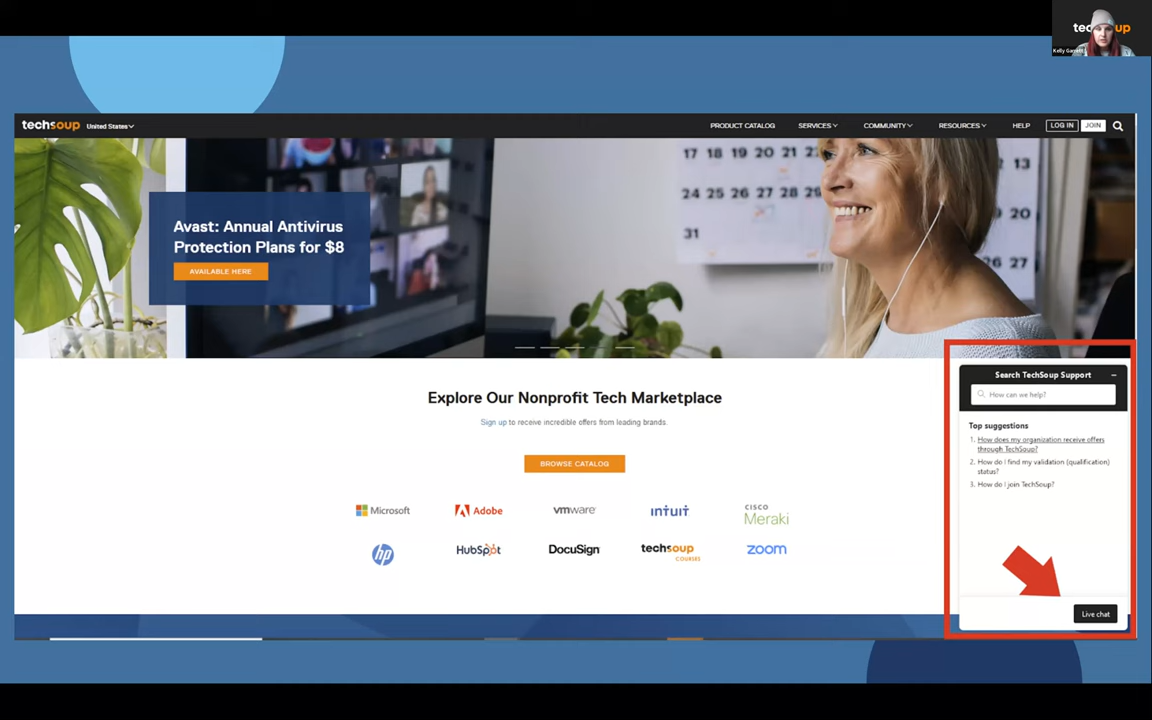 techsoup
Kelly Garrett
techsoup United States PRODUCT CATALOG SERVICES COMMUNITY RESOURCES HELP LOG IN JOIN
17 18 19 20 21 13
24 25 26 27 28 20
31 26 27
Avast: Annual Antivirus
Protection Plans for $8
AVAILABLE HERE
Explore Our Nonprofit Tech Marketplace
Sign up to receive incredible offers from leading brands.
BROWSE CATALOG
Microsoft Adobe vmware intuit CISCO Meraki
hp HubSpot DocuSign techsoup COURSES zoom
Search TechSoup Support
How can we help?
Top suggestions
1. How does my organization receive offers
through TechSoup?
2. How do I find my validation (qualification)
status?
3. How do I join TechSoup?
Live chat